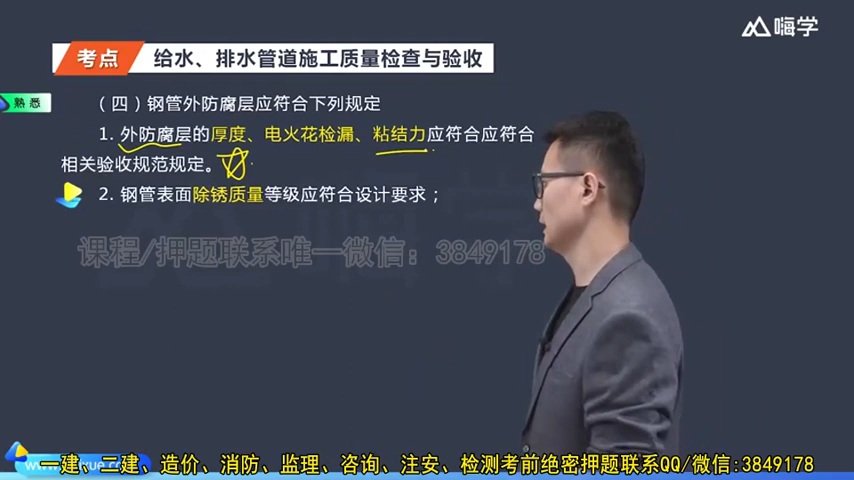 嗨学
考点
给水、排水管道施工质量检查与验收
熟悉
（四）钢管外防腐层应符合下列规定
1. 外防腐层的厚度、电火花检漏、粘结力应符合应符合
相关验收规范规定。
2. 钢管表面除锈质量等级应符合设计要求；
课程/押题联系唯一微信：3849178
一建、二建、造价、消防、监理、咨询、注安、检测考前绝密押题联系QQ/微信:3849178